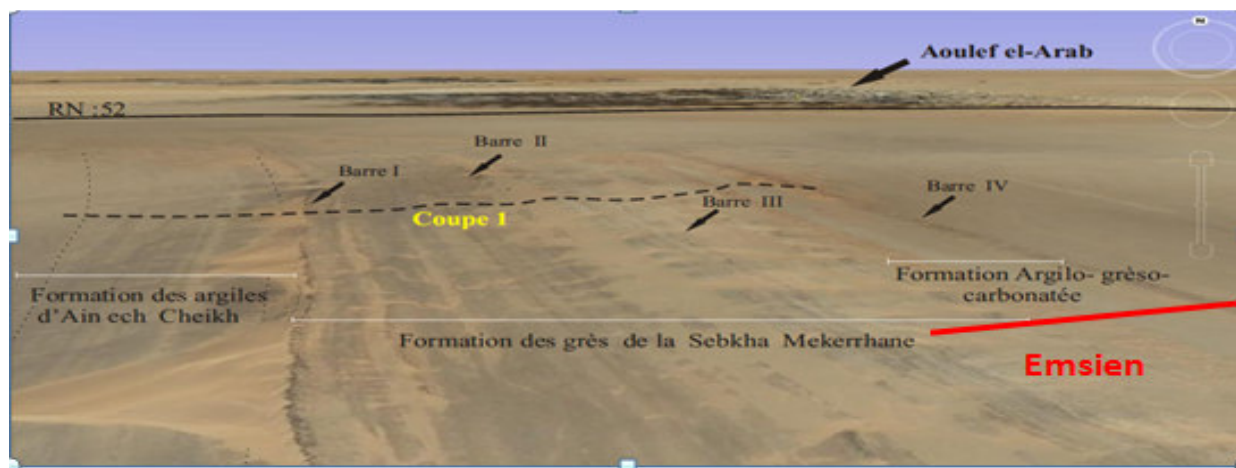 N
Aoulef el-Arab
RN :52
Barre II
Barre I
Barre IV
Barre III
Coupe 1
Formation Argilo- grèso-
carbonatée
Formation des argiles
d'Ain ech Cheikh
Formation des grès de la Sebkha Mekerrhane
Emsien